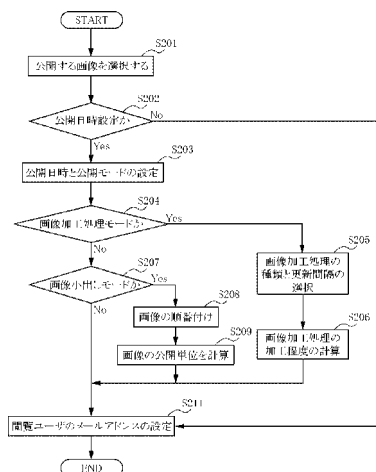 START
S201
公開する画像を選択する
S202
公開日時設定か
No
Yes
S203
公開日時と公開モードの設定
S204
画像加工処理モードか
Yes
No
S205
画像加工処理の
種類と更新間隔の
選択
S207
画像小出しモードか
Yes
No
S208
画像の順番付け
S209
画像の公開単位を計算
S206
画像加工処理の
加工程度の計算
S211
閲覧ユーザのメールアドレスの設定
END